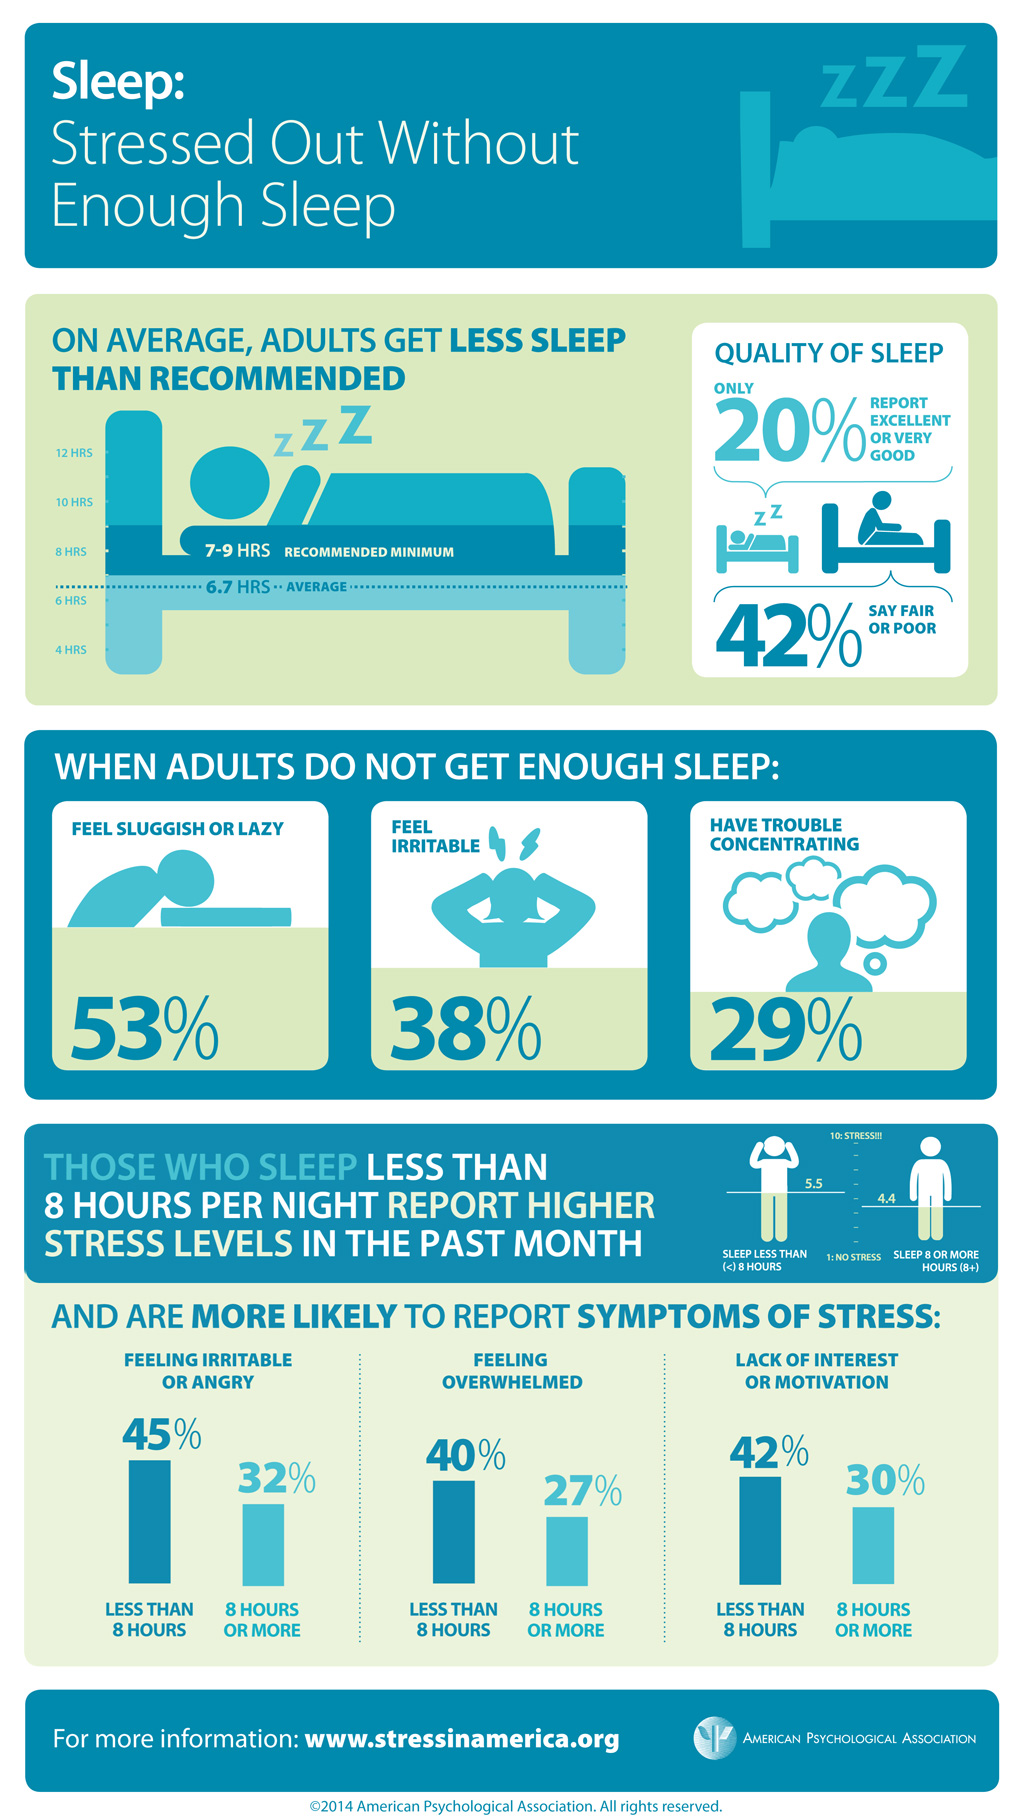 Sleep:
Stressed Out Without
Enough Sleep
zzZ
ON AVERAGE, ADULTS GET LESS SLEEP
THAN RECOMMENDED
z z Z
12 HRS
10 HRS
8 HRS
6 HRS
4 HRS
7-9 HRS RECOMMENDED MINIMUM
6.7 HRS AVERAGE
QUALITY OF SLEEP
ONLY
20%
REPORT
EXCELLENT
OR VERY
GOOD
z z
42%
SAY FAIR
OR POOR
WHEN ADULTS DO NOT GET ENOUGH SLEEP:
FEEL SLUGGISH OR LAZY
53%
FEEL
IRRITABLE
38%
HAVE TROUBLE
CONCENTRATING
29%
THOSE WHO SLEEP LESS THAN
8 HOURS PER NIGHT REPORT HIGHER
STRESS LEVELS IN THE PAST MONTH
10: STRESS!!!
5.5
4.4
1: NO STRESS
SLEEP LESS THAN
(<) 8 HOURS
SLEEP 8 OR MORE
HOURS (8+)
AND ARE MORE LIKELY TO REPORT SYMPTOMS OF STRESS:
FEELING IRRITABLE
OR ANGRY
45%
32%
LESS THAN
8 HOURS
8 HOURS
OR MORE
FEELING
OVERWHELMED
40%
27%
LESS THAN
8 HOURS
8 HOURS
OR MORE
LACK OF INTEREST
OR MOTIVATION
42%
30%
LESS THAN
8 HOURS
8 HOURS
OR MORE
For more information: www.stressinamerica.org
AMERICAN PSYCHOLOGICAL ASSOCIATION
©2014 American Psychological Association. All rights reserved.